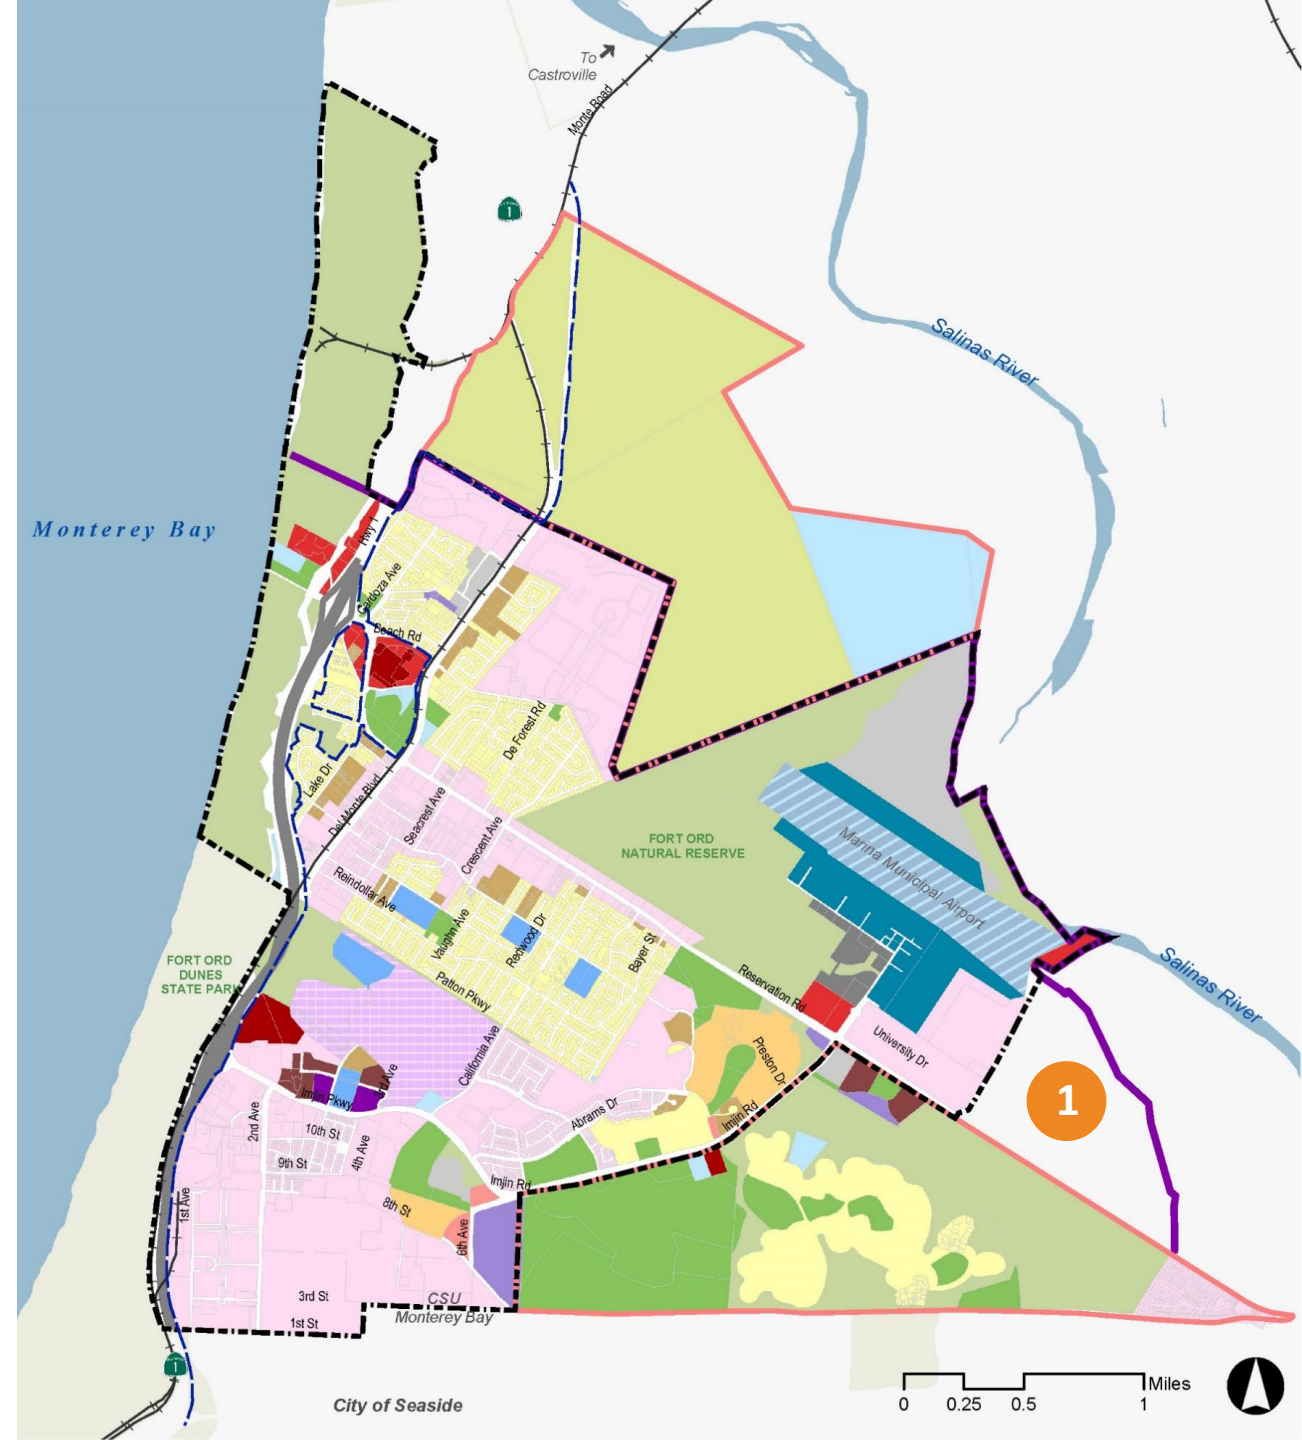 To
Castroville
Monte Road
1
Salinas River
Monterey Bay
Hwy 1
Cardoza Ave
Beach Rd
De Forest Rd
Lake Dr
Del Monte Blvd
Seacrest Ave
Crescent Ave
FORT ORD
NATURAL RESERVE
Marina Municipal Airport
Reindollar Ave
Vaughn Ave
Redwood Dr
Bayer St
Salinas River
FORT ORD
DUNES
STATE PARK
Patton Pkwy
Reservation Rd
University Dr
California Ave
Preston Dr
3rd Ave
Imjin Pkwy
1
2nd Ave
10th St
4th Ave
Abrams Dr
Imjin Rd
9th St
Imjin Rd
1st Ave
8th St
6th Ave
3rd St
CSU
Monterey Bay
1st St
1
City of Seaside
Miles
0 0.25 0.5 1